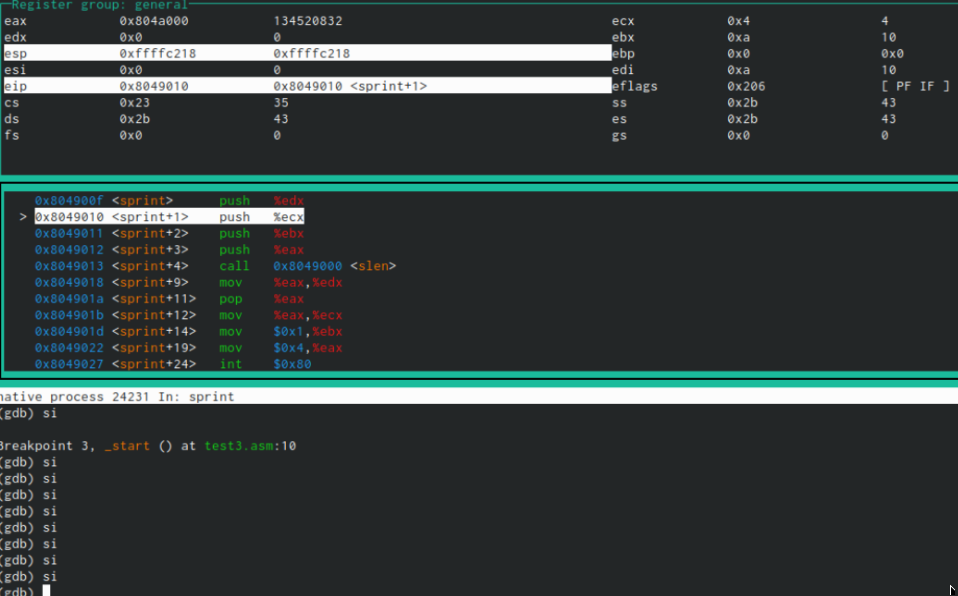 Register group: general
eax 0x804a000 134520832 ecx 0x4 4
edx 0x0 0 ebx 0xa 10
esp 0xffffc218 0xffffc218 ebp 0x0 0x0
esi 0x0 0 edi 0xa 10
eip 0x8049010 0x8049010 <sprint+1> eflags 0x206 [ PF IF ]
cs 0x23 35 ss 0x2b 43
ds 0x2b 43 es 0x2b 43
fs 0x0 0 gs 0x0 0
0x804900f <sprint> push %edx
> 0x8049010 <sprint+1> push %ecx
0x8049011 <sprint+2> push %ebx
0x8049012 <sprint+3> push %eax
0x8049013 <sprint+4> call 0x8049000 <slen>
0x8049018 <sprint+9> mov %eax,%edx
0x804901a <sprint+11> pop %eax
0x804901b <sprint+12> mov %eax,%ecx
0x804901d <sprint+14> mov $0x1,%ebx
0x8049022 <sprint+19> mov $0x4,%eax
0x8049027 <sprint+24> int $0x80
native process 24231 In: sprint
(gdb) si
Breakpoint 3, _start () at test3.asm:10
(gdb) si
(gdb) si
(gdb) si
(gdb) si
(gdb) si
(gdb) si
(gdb) si
(gdb) si
(gdb)